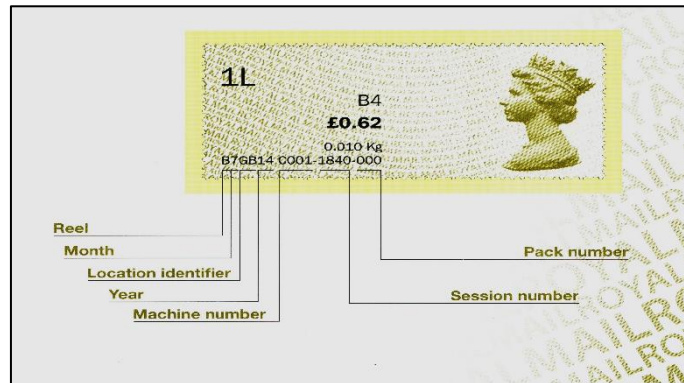 1L
B4
£0.62
0.010 Kg
B7GB14 C001-1840-000
Reel
Month
Location identifier
Year
Machine number
Pack number
Session number